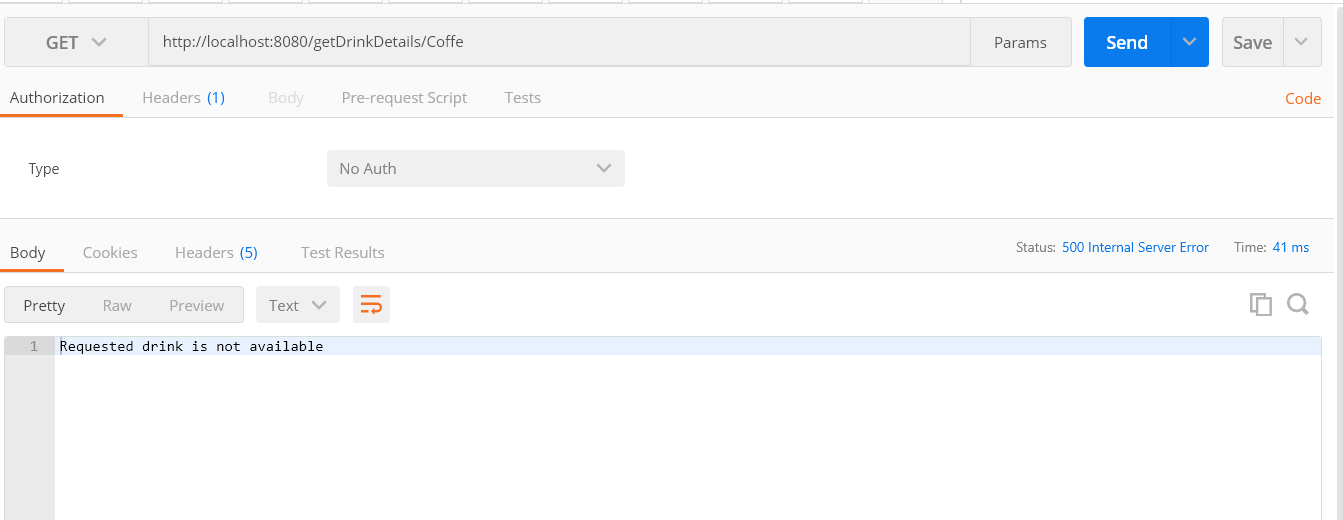 GET http://localhost:8080/getDrinkDetails/Coffe Params Send Save
Authorization Headers (1) Body Pre-request Script Tests Code
Type No Auth
Body Cookies Headers (5) Test Results Status: 500 Internal Server Error Time: 41 ms
Pretty Raw Preview Text
1 Requested drink is not available